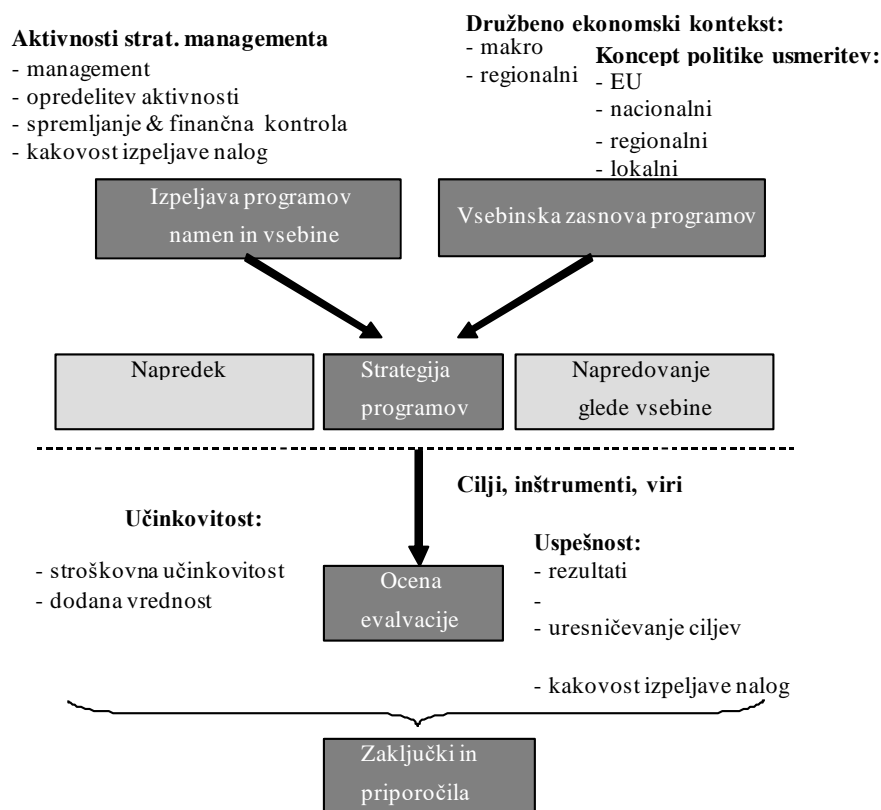 Aktivnosti strat. managementa
- management
- opredelitev aktivnosti
- spremljanje & finančna kontrola
- kakovost izpeljave nalog
Družbeno ekonomski kontekst:
- makro
- regionalni
Koncept politike usmeritev:
- EU
- nacionalni
- regionalni
- lokalni
Izpeljava programov
namen in vsebine
Vsebinska zasnova programov
Napredek
Strategija
programov
Napredovanje
glede vsebine
Cilji, inštrumenti, viri
Učinkovitost:
- stroškovna učinkovitost
- dodana vrednost
Ocena
evalvacije
Uspešnost:
- rezultati
-
- uresničevanje ciljev
- kakovost izpeljave nalog
Zaključki in
priporočila